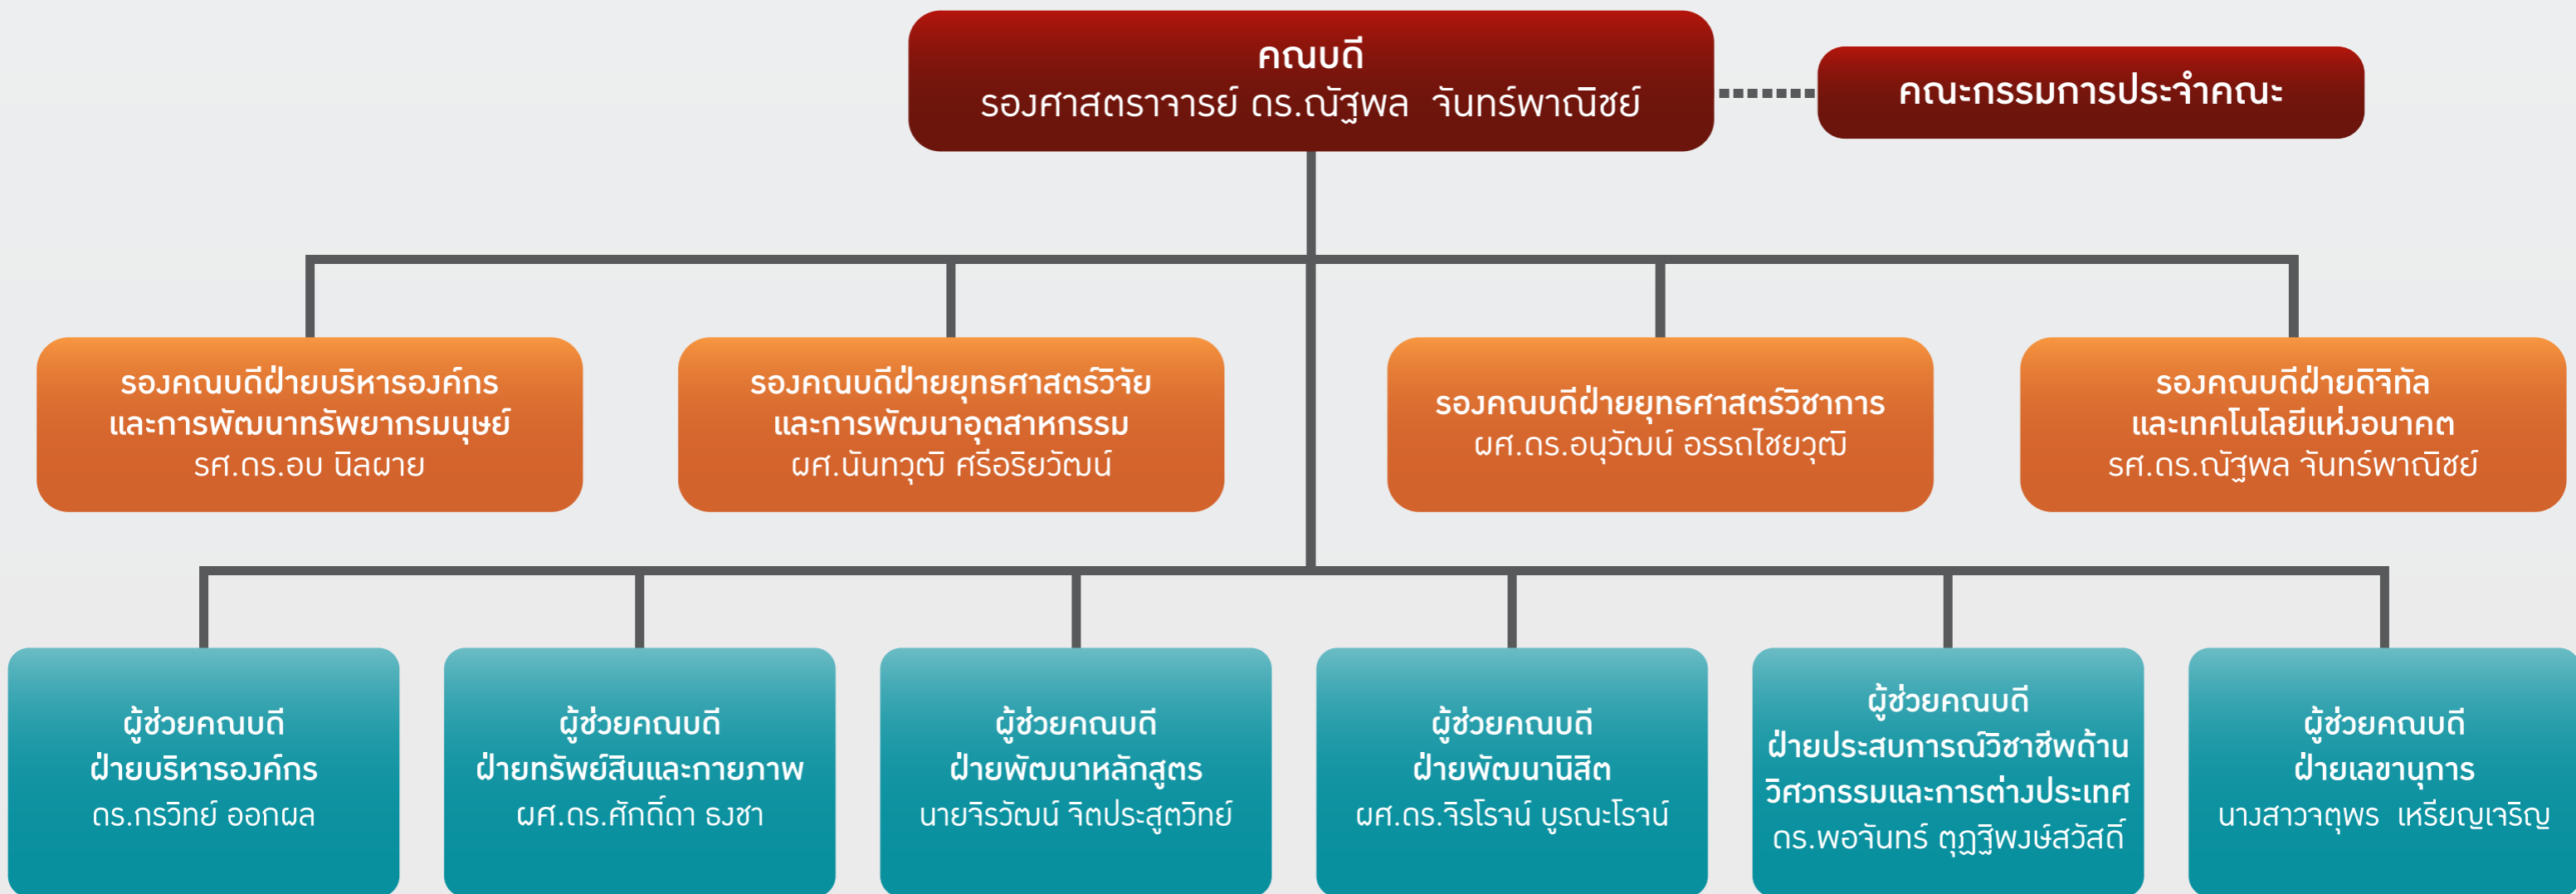 คณบดี
รองศาสตราจารย์ ดร.ณัฐพล  จันทร์พาณิชย์
คณะกรรมการประจำคณะ
รองคณบดีฝ่ายบริหารองค์กร
และการพัฒนาทรัพยากรมนุษย์
รศ.ดร.อบ นิลผาย
รองคณบดีฝ่ายยุทธศาสตร์วิจัย
และการพัฒนาอุตสาหกรรม
ผศ.นันทวุฒิ ศรีอริยวัฒน์
รองคณบดีฝ่ายยุทธศาสตร์วิชาการ
ผศ.ดร.อนุวัฒน์ อรรถไชยวุฒิ
รองคณบดีฝ่ายดิจิทัล
และเทคโนโลยีแห่งอนาคต
รศ.ดร.ณัฐพล จันทร์พาณิชย์
ผู้ช่วยคณบดี
ฝ่ายบริหารองค์กร
ดร.กรวิทย์ ออกผล
ผู้ช่วยคณบดี
ฝ่ายทรัพย์สินและกายภาพ
ผศ.ดร.ศักดิ์ดา ธงชา
ผู้ช่วยคณบดี
ฝ่ายพัฒนาหลักสูตร
นายจิรวัฒน์ จิตประสูตวิทย์
ผู้ช่วยคณบดี
ฝ่ายพัฒนานิสิต
ผศ.ดร.จิรโรจน์ บูรณะโรจน์
ผู้ช่วยคณบดี
ฝ่ายประสบการณ์วิชาชีพด้าน
วิศวกรรมและการต่างประเทศ
ดร.พอจันทร์ ตุฏฐิพงษ์สวัสดิ์
ผู้ช่วยคณบดี
ฝ่ายเลขานุการ
นางสาวจตุพร  เหรียญเจริญ